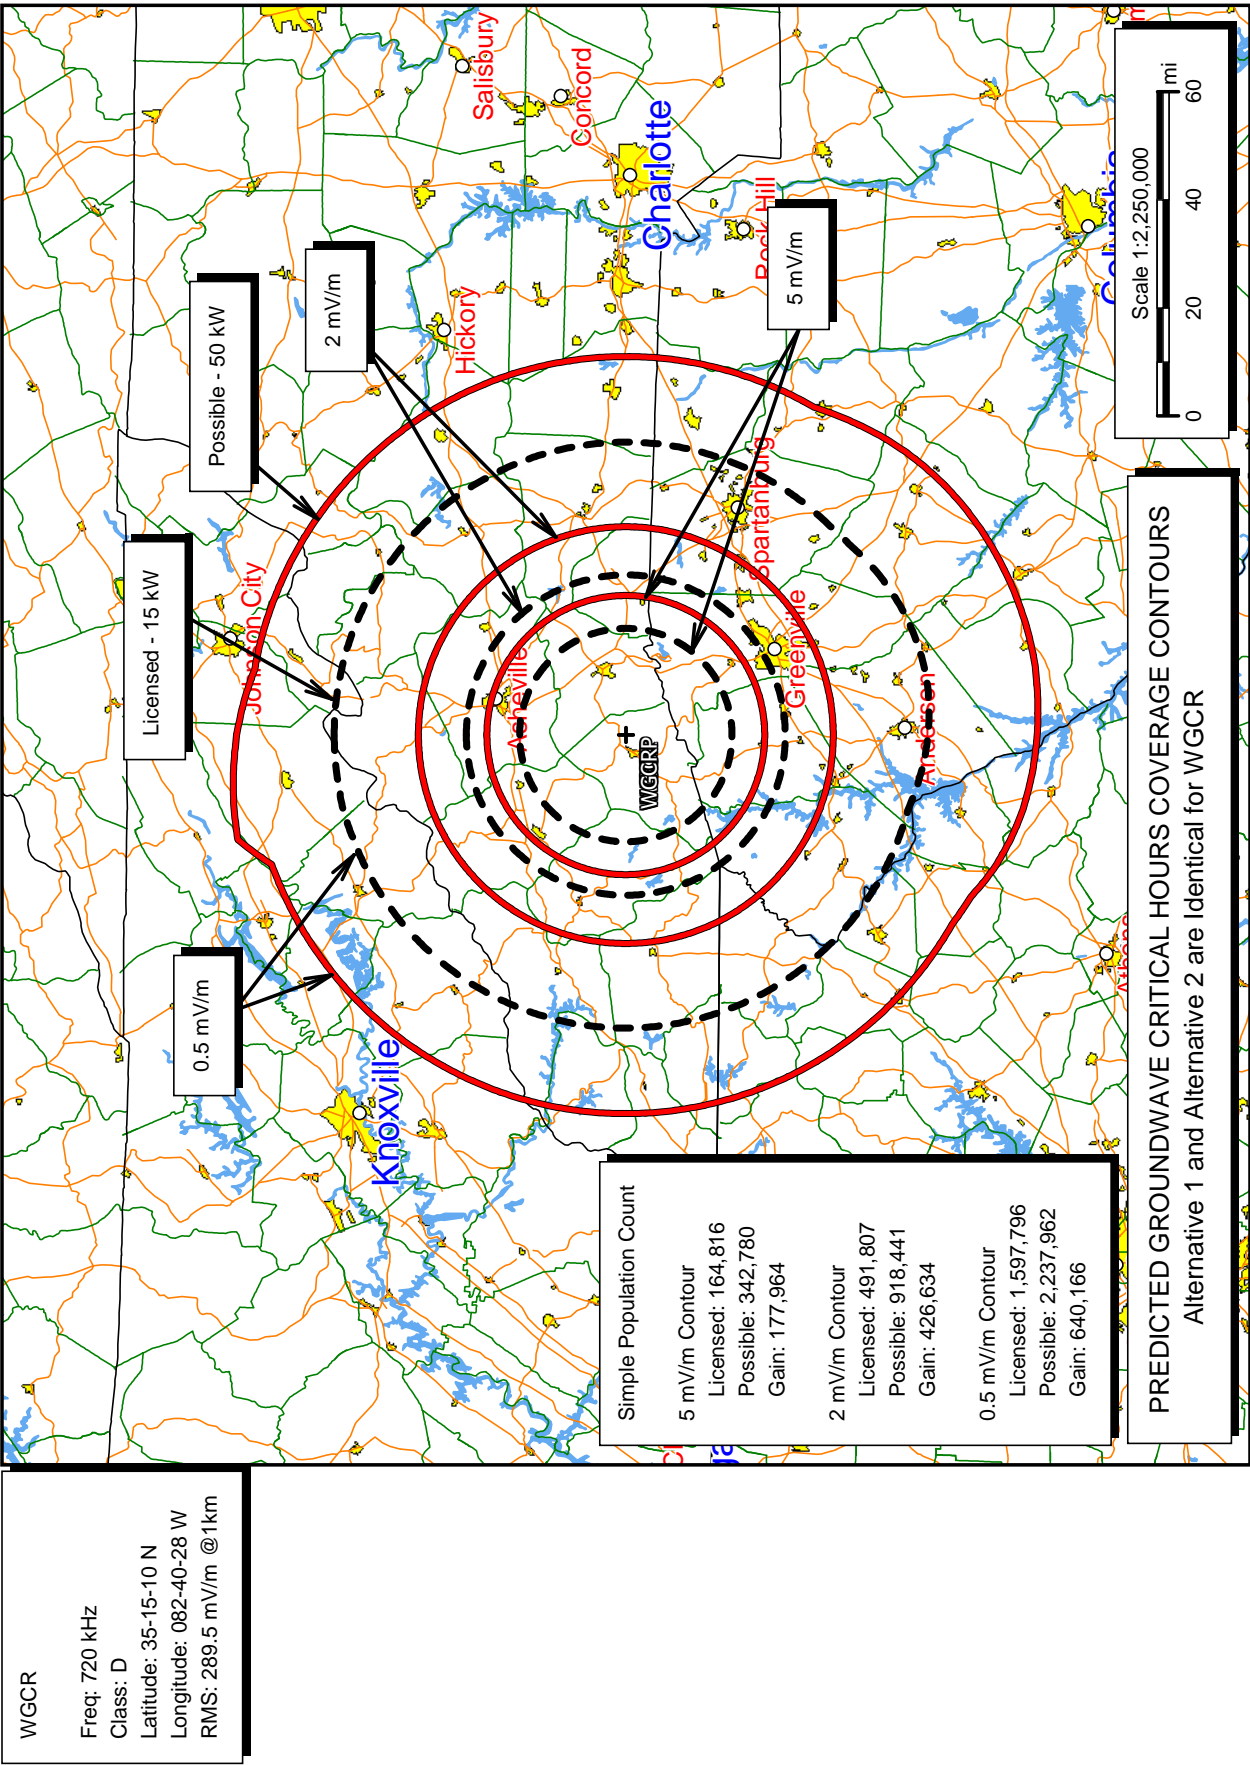 WGCR
Freq: 720 kHz
Class: D
Latitude: 35-15-10 N
Longitude: 082-40-28 W
RMS: 289.5 mV/m @1km
0.5 mV/m
Licensed - 15 kW
Possible - 50 kW
2 mV/m
5 mV/m
Johnson City
Knoxville
Hickory
Salisbury
Concord
Charlotte
Rock Hill
Asheville
WGCRP
Spartanburg
Greenville
Anderson
Athens
Columbia
Simple Population Count
5 mV/m Contour
Licensed: 164,816
Possible: 342,780
Gain: 177,964
2 mV/m Contour
Licensed: 491,807
Possible: 918,441
Gain: 426,634
0.5 mV/m Contour
Licensed: 1,597,796
Possible: 2,237,962
Gain: 640,166
Scale 1:2,250,000
0 20 40 60 mi
PREDICTED GROUNDWAVE CRITICAL HOURS COVERAGE CONTOURS
Alternative 1 and Alternative 2 are Identical for WGCR